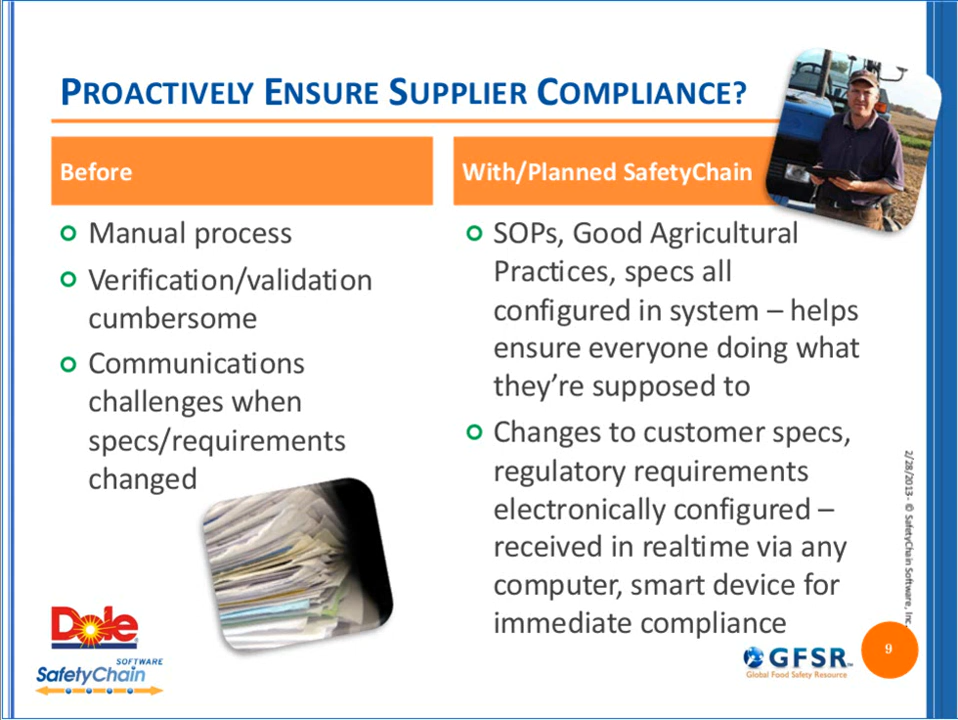 PROACTIVELY ENSURE SUPPLIER COMPLIANCE?
Before
Manual process
Verification/validation
cumbersome
Communications
challenges when
specs/requirements
changed
With/Planned SafetyChain
SOPs, Good Agricultural
Practices, specs all
configured in system – helps
ensure everyone doing what
they’re supposed to
Changes to customer specs,
regulatory requirements
electronically configured –
received in realtime via any
computer, smart device for
immediate compliance
2/28/2013 - © SafetyChain Software, Inc.
Dole
SOFTWARE
SafetyChain
GFSR™
Global Food Safety Resource
9